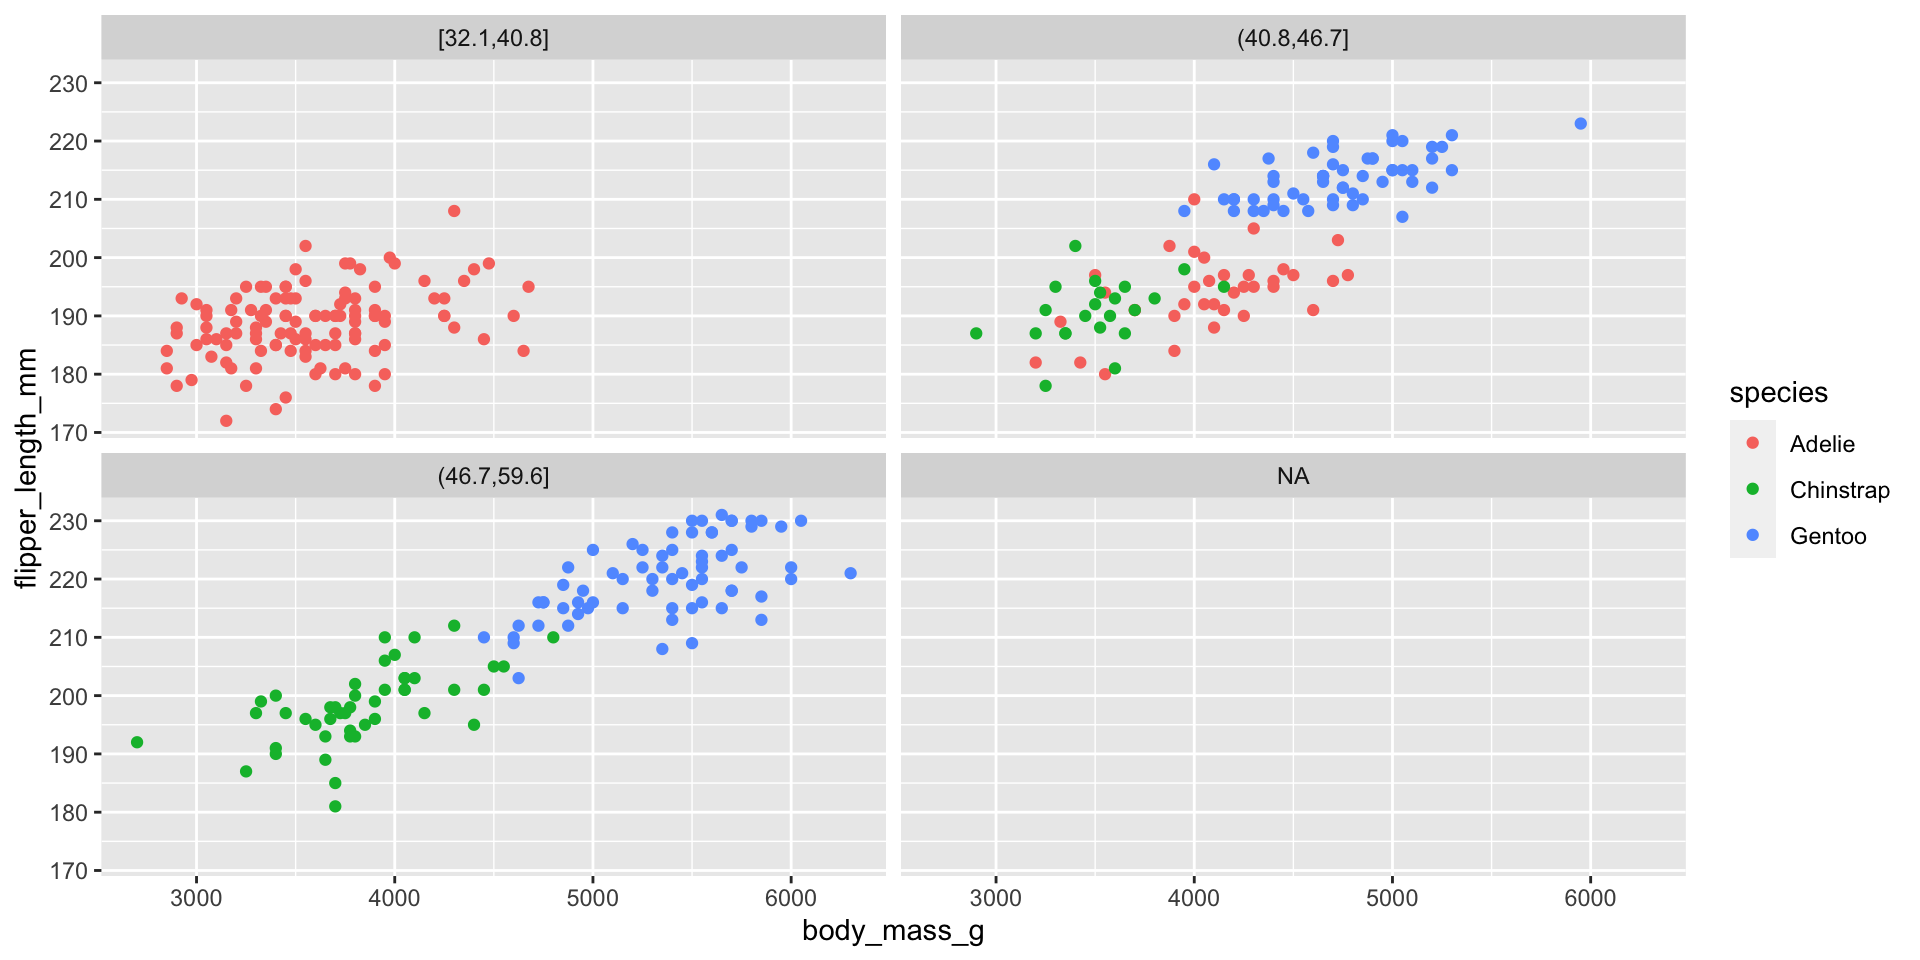 [32.1,40.8]
(40.8,46.7]
230
220
210
200
190
180
170
(46.7,59.6]
NA
230
220
210
200
190
180
170
3000 4000 5000 6000
3000 4000 5000 6000
body_mass_g
flipper_length_mm
species
Adelie
Chinstrap
Gentoo